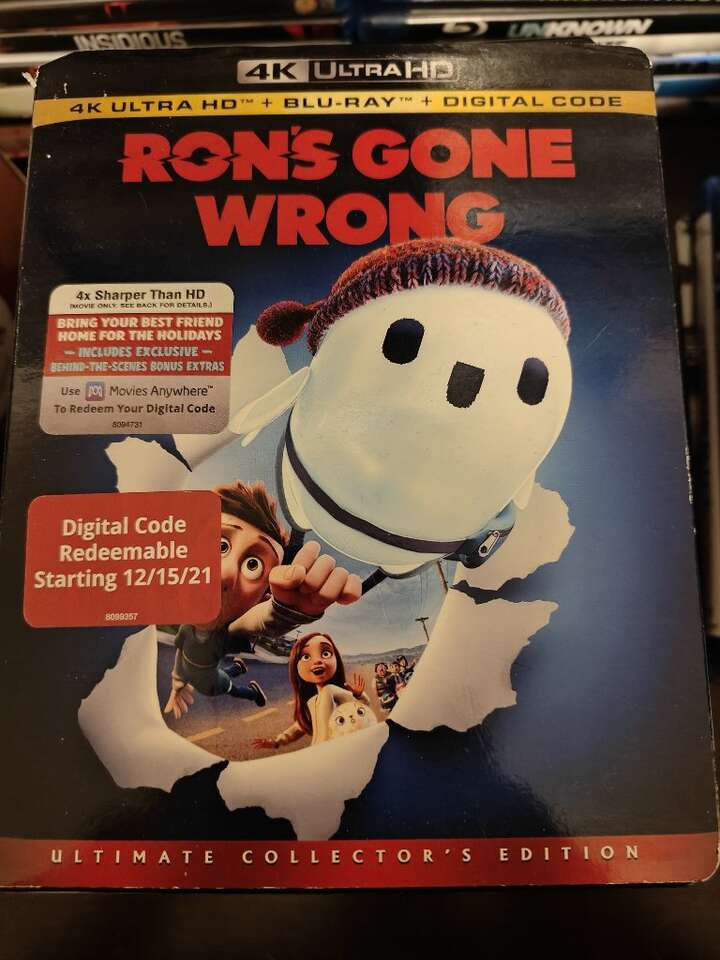 INSIDIOUS
UNKNOWN
4K ULTRA HD
4K ULTRA HD™ + BLU-RAY™ + DIGITAL CODE
RON'S GONE
WRONG
4x Sharper Than HD
(MOVIE ONLY. SEE BACK FOR DETAILS.)
BRING YOUR BEST FRIEND
HOME FOR THE HOLIDAYS
— INCLUDES EXCLUSIVE —
BEHIND-THE-SCENES BONUS EXTRAS
Use Movies Anywhere™
To Redeem Your Digital Code
8094731
Digital Code
Redeemable
Starting 12/15/21
8099357
ULTIMATE COLLECTOR'S EDITION